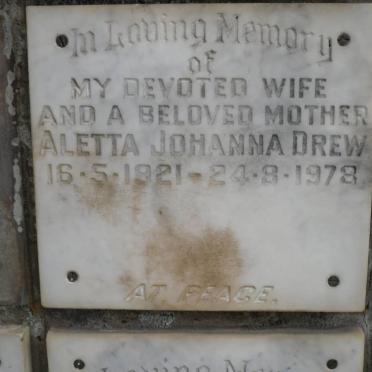 In Loving Memory
of
MY DEVOTED WIFE
AND A BELOVED MOTHER
ALETTA JOHANNA DREW
16·5·1921 - 24·8·1978
AT PEACE.
Loving